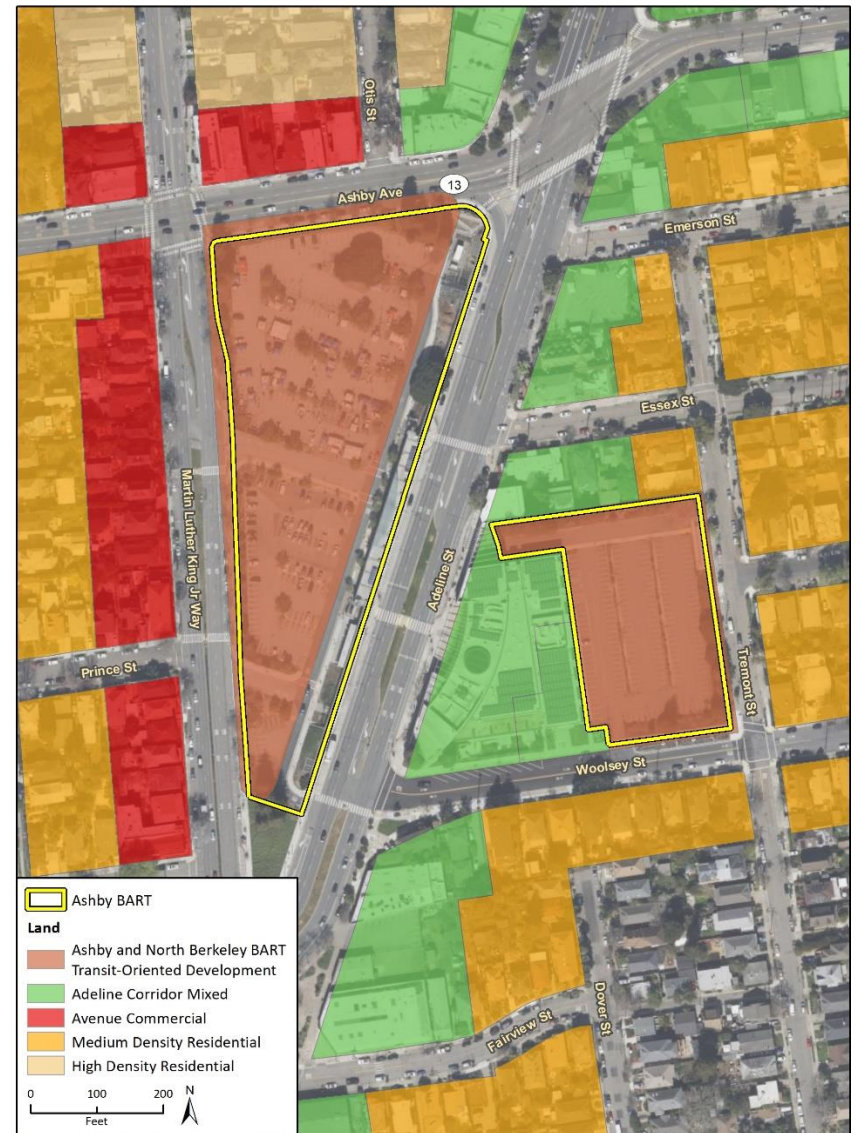 Otis St
13
Ashby Ave
Emerson St
Essex St
Martin Luther King Jr Way
Adeline St
Prince St
Tremont St
Woolsey St
Dover St
Fairview St
Ashby BART
Land
Ashby and North Berkeley BART
Transit-Oriented Development
Adeline Corridor Mixed
Avenue Commercial
Medium Density Residential
High Density Residential
0 100 200 N
Feet